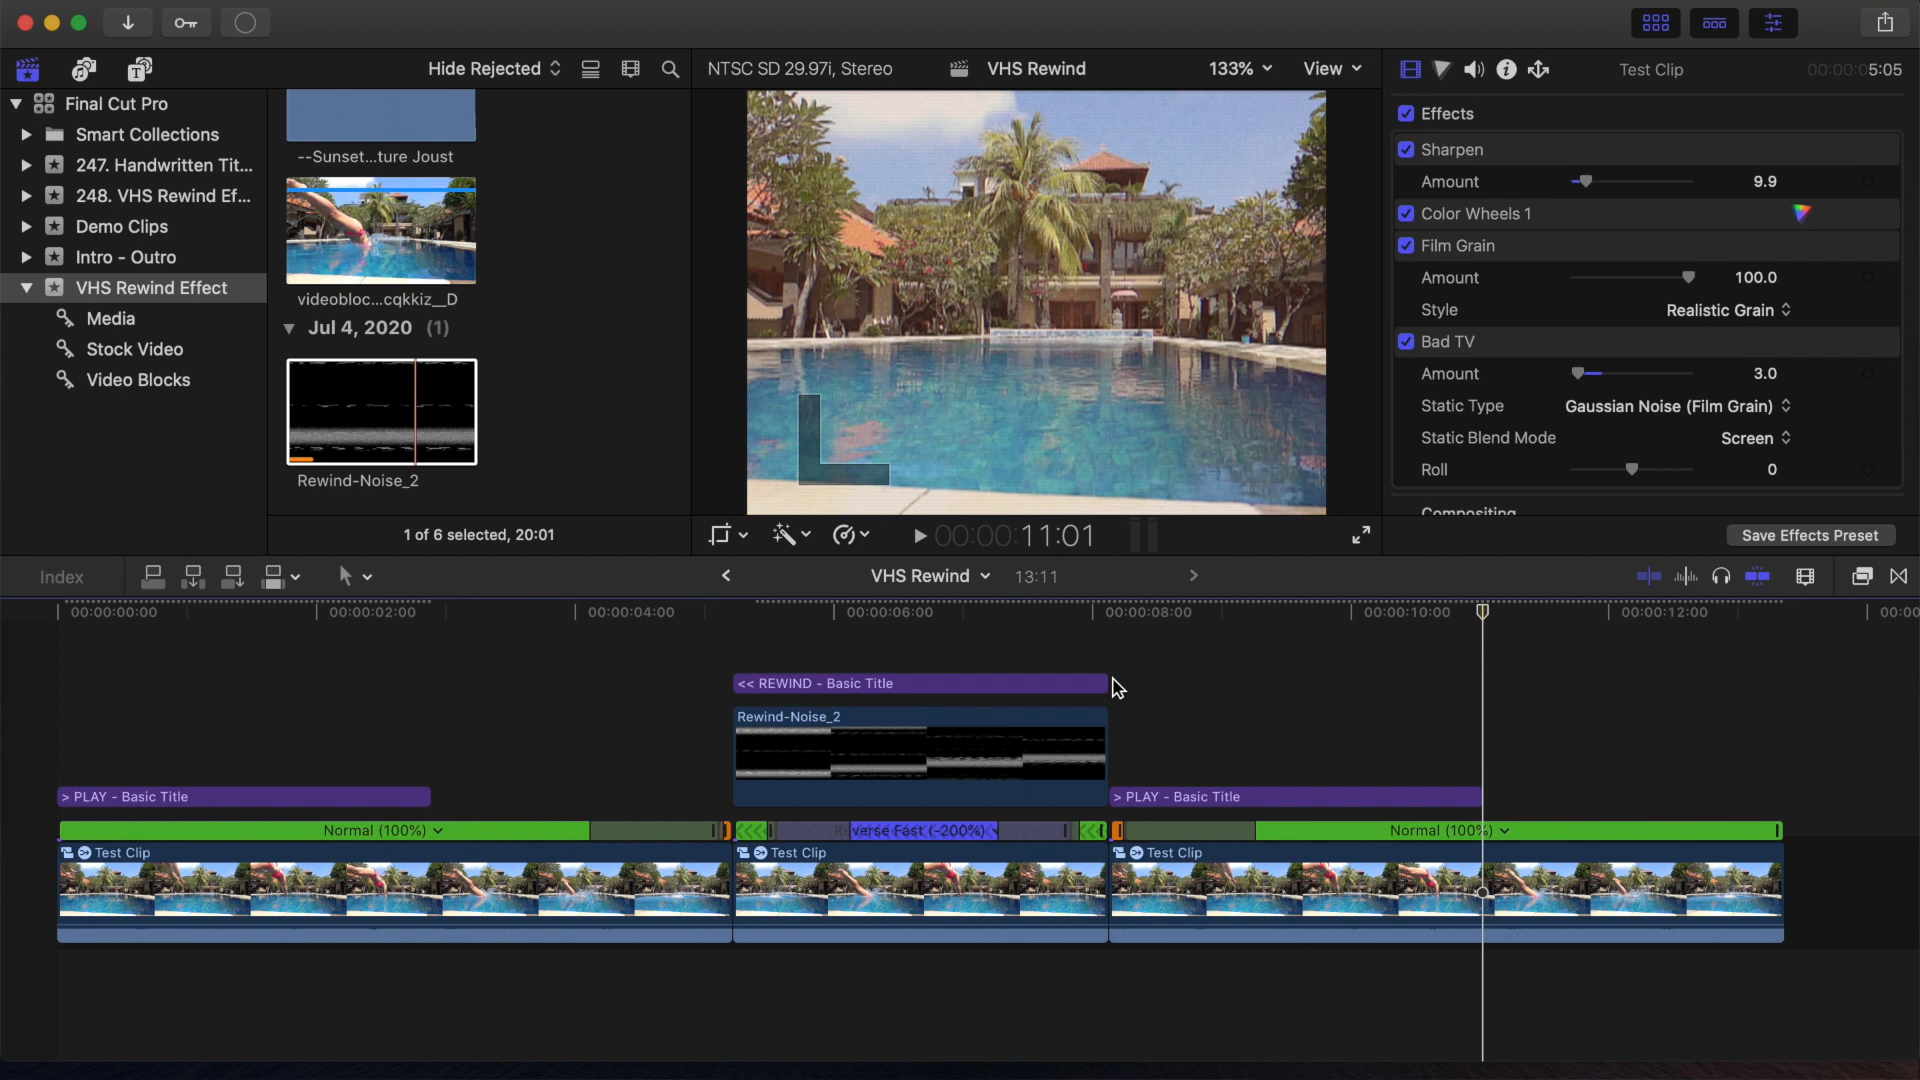 Hide Rejected
NTSC SD 29.97i, Stereo
VHS Rewind
133%
View
Test Clip
00:00:05:05
Final Cut Pro
Smart Collections
247. Handwritten Tit...
248. VHS Rewind Ef...
Demo Clips
Intro - Outro
VHS Rewind Effect
Media
Stock Video
Video Blocks
--Sunset...ture Joust
videobloc...cqkkiz__D
Jul 4, 2020 (1)
Rewind-Noise_2
1 of 6 selected, 20:01
Effects
Sharpen
Amount 9.9
Color Wheels 1
Film Grain
Amount 100.0
Style Realistic Grain
Bad TV
Amount 3.0
Static Type Gaussian Noise (Film Grain)
Static Blend Mode Screen
Roll 0
Compositing
00:00:11:01
Save Effects Preset
Index
VHS Rewind 13:11
00:00:00:00 00:00:02:00 00:00:04:00 00:00:06:00 00:00:08:00 00:00:10:00 00:00:12:00 00:00
<< REWIND - Basic Title
Rewind-Noise_2
> PLAY - Basic Title
> PLAY - Basic Title
Normal (100%)
Reverse Fast (-200%)
Normal (100%)
Test Clip
Test Clip
Test Clip